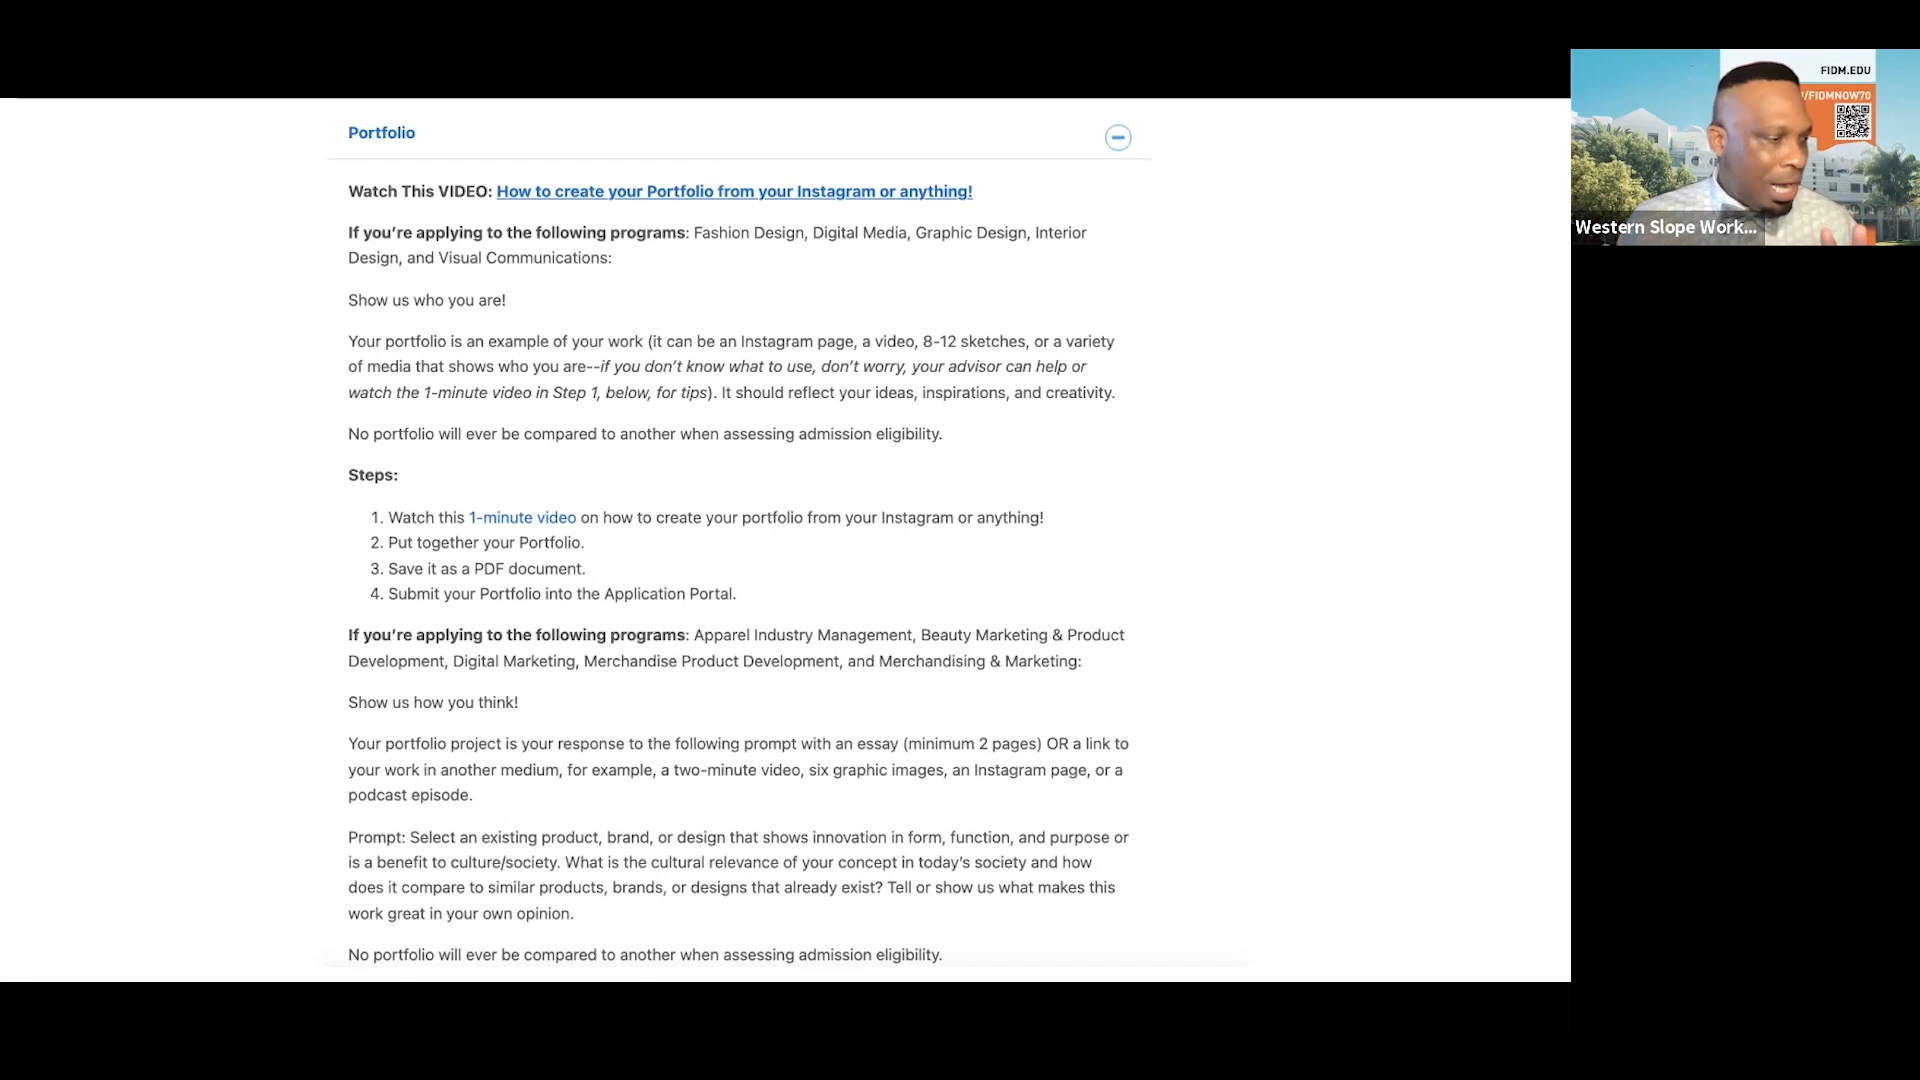 Portfolio
Watch This VIDEO: How to create your Portfolio from your Instagram or anything!
If you’re applying to the following programs: Fashion Design, Digital Media, Graphic Design, Interior
Design, and Visual Communications:
Show us who you are!
Your portfolio is an example of your work (it can be an Instagram page, a video, 8-12 sketches, or a variety
of media that shows who you are--if you don’t know what to use, don’t worry, your advisor can help or
watch the 1-minute video in Step 1, below, for tips). It should reflect your ideas, inspirations, and creativity.
No portfolio will ever be compared to another when assessing admission eligibility.
Steps:
1. Watch this 1-minute video on how to create your portfolio from your Instagram or anything!
2. Put together your Portfolio.
3. Save it as a PDF document.
4. Submit your Portfolio into the Application Portal.
If you’re applying to the following programs: Apparel Industry Management, Beauty Marketing & Product
Development, Digital Marketing, Merchandise Product Development, and Merchandising & Marketing:
Show us how you think!
Your portfolio project is your response to the following prompt with an essay (minimum 2 pages) OR a link to
your work in another medium, for example, a two-minute video, six graphic images, an Instagram page, or a
podcast episode.
Prompt: Select an existing product, brand, or design that shows innovation in form, function, and purpose or
is a benefit to culture/society. What is the cultural relevance of your concept in today’s society and how
does it compare to similar products, brands, or designs that already exist? Tell or show us what makes this
work great in your own opinion.
No portfolio will ever be compared to another when assessing admission eligibility.
FIDM.EDU
/FIDMNOW70
Western Slope Work...